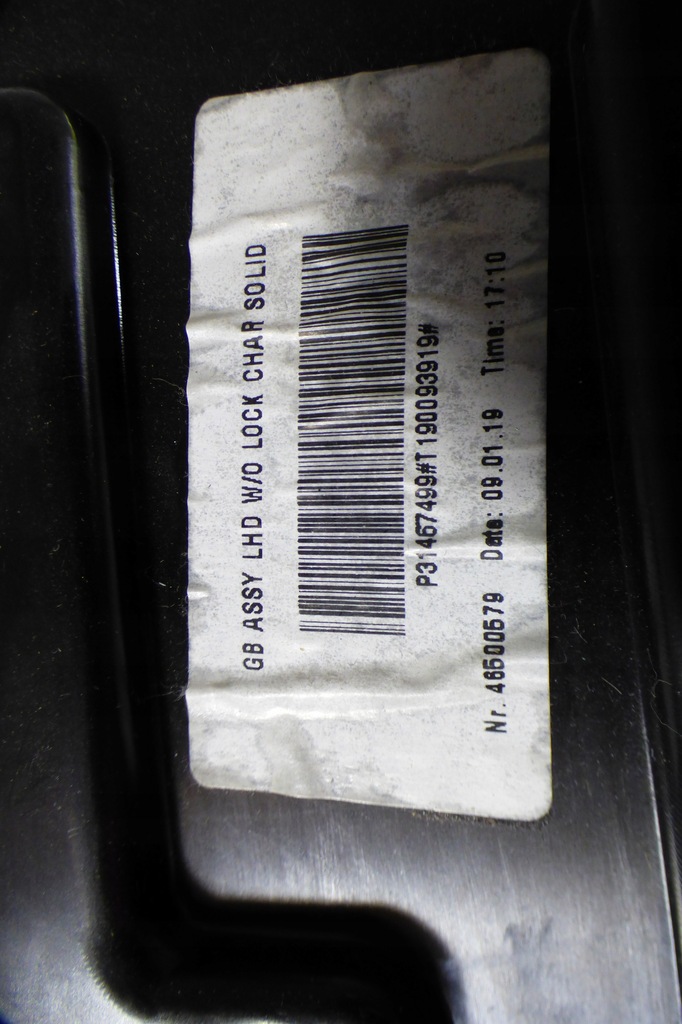 GB ASSY LHD W/O LOCK CHAR SOLID
P31467499#T190093919#
Nr. 46500579 Date: 09.01.19 Time: 17:10